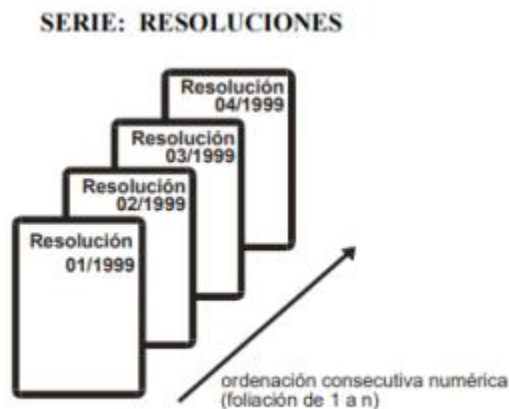 SERIE: RESOLUCIONES
Resolución
04/1999
Resolución
03/1999
Resolución
02/1999
Resolución
01/1999
ordenación consecutiva numérica
(foliación de 1 a n)